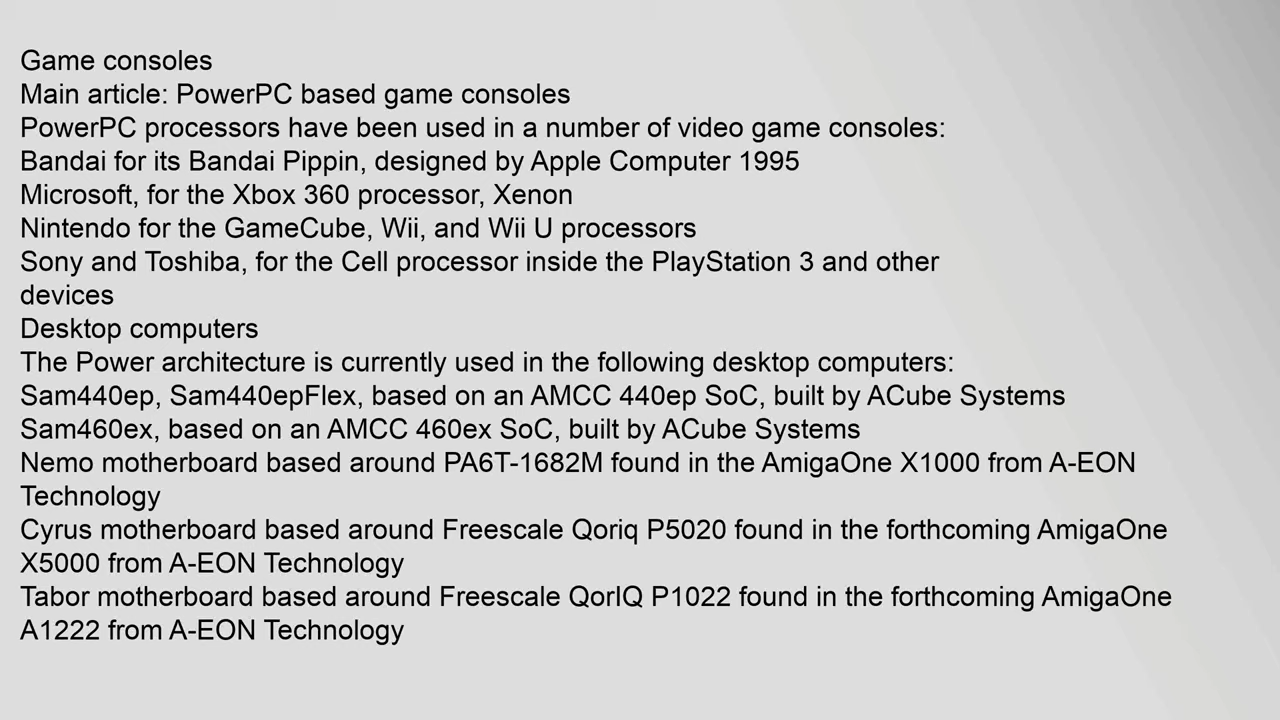 Game consoles
Main article: PowerPC based game consoles
PowerPC processors have been used in a number of video game consoles:
Bandai for its Bandai Pippin, designed by Apple Computer 1995
Microsoft, for the Xbox 360 processor, Xenon
Nintendo for the GameCube, Wii, and Wii U processors
Sony and Toshiba, for the Cell processor inside the PlayStation 3 and other
devices
Desktop computers
The Power architecture is currently used in the following desktop computers:
Sam440ep, Sam440epFlex, based on an AMCC 440ep SoC, built by ACube Systems
Sam460ex, based on an AMCC 460ex SoC, built by ACube Systems
Nemo motherboard based around PA6T-1682M found in the AmigaOne X1000 from A-EON
Technology
Cyrus motherboard based around Freescale Qoriq P5020 found in the forthcoming AmigaOne
X5000 from A-EON Technology
Tabor motherboard based around Freescale QorIQ P1022 found in the forthcoming AmigaOne
A1222 from A-EON Technology